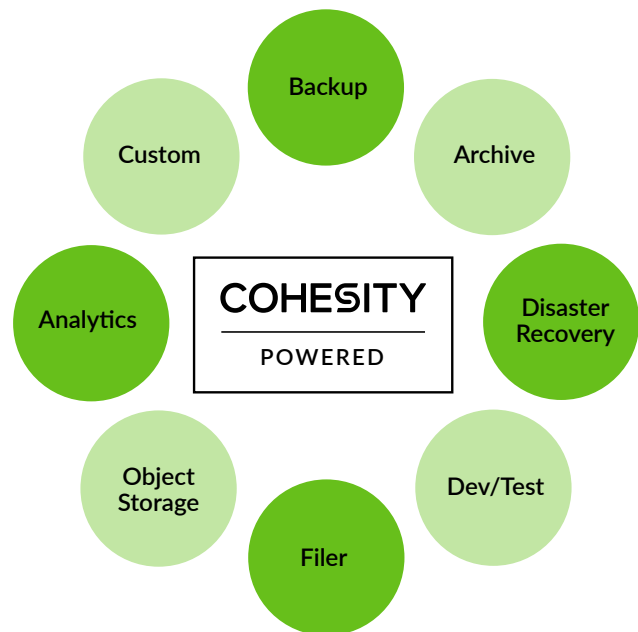 Backup
Custom
Archive
COHESITY
POWERED
Analytics
Disaster
Recovery
Object
Storage
Dev/Test
Filer